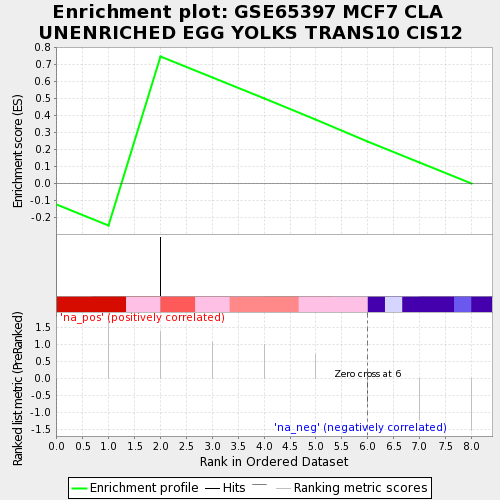 Enrichment plot: GSE65397 MCF7 CLA
UNENRICHED EGG YOLKS TRANS10 CIS12
Enrichment score (ES)
0.8
0.7
0.6
0.5
0.4
0.3
0.2
0.1
0.0
-0.1
-0.2
Ranked list metric (PreRanked)
1.5
1.0
0.5
0.0
-0.5
-1.0
-1.5
'na_pos' (positively correlated)
Zero cross at 6
'na_neg' (negatively correlated)
0.0 0.5 1.0 1.5 2.0 2.5 3.0 3.5 4.0 4.5 5.0 5.5 6.0 6.5 7.0 7.5 8.0
Rank in Ordered Dataset
Enrichment profile Hits Ranking metric scores